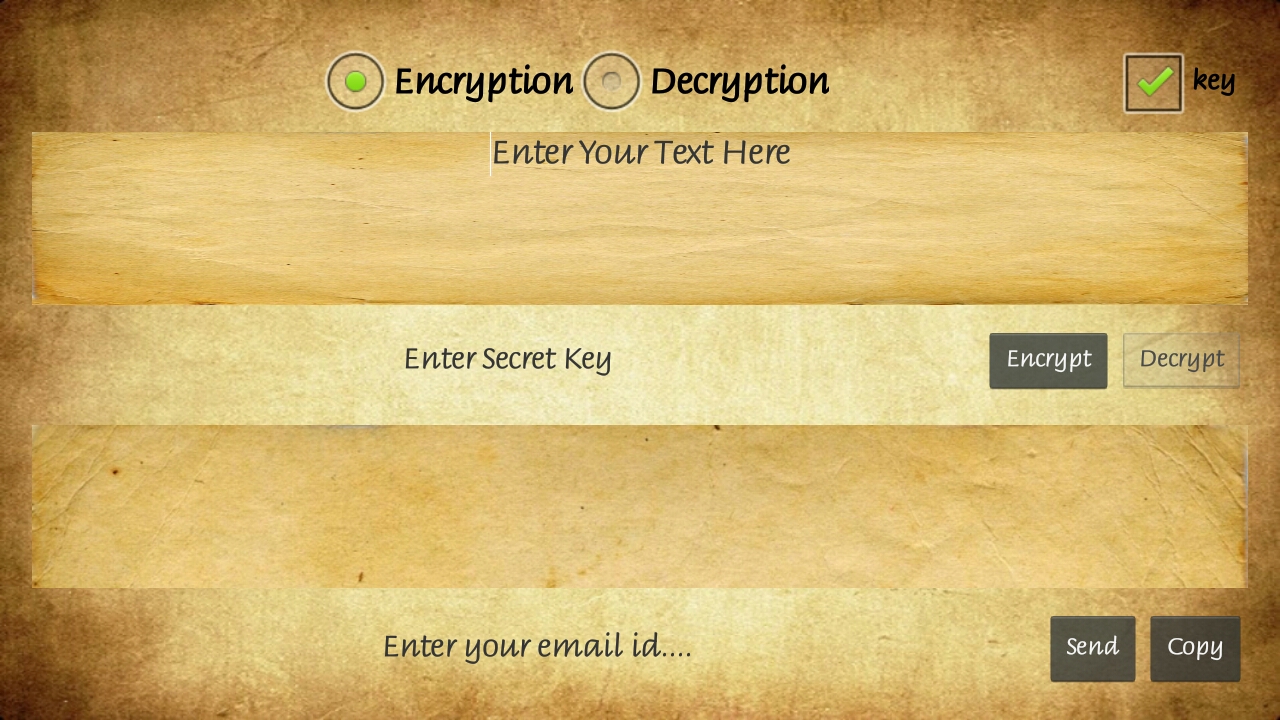 Encryption Decryption key
Enter Your Text Here
Enter Secret Key Encrypt Decrypt
Enter your email id.... Send Copy